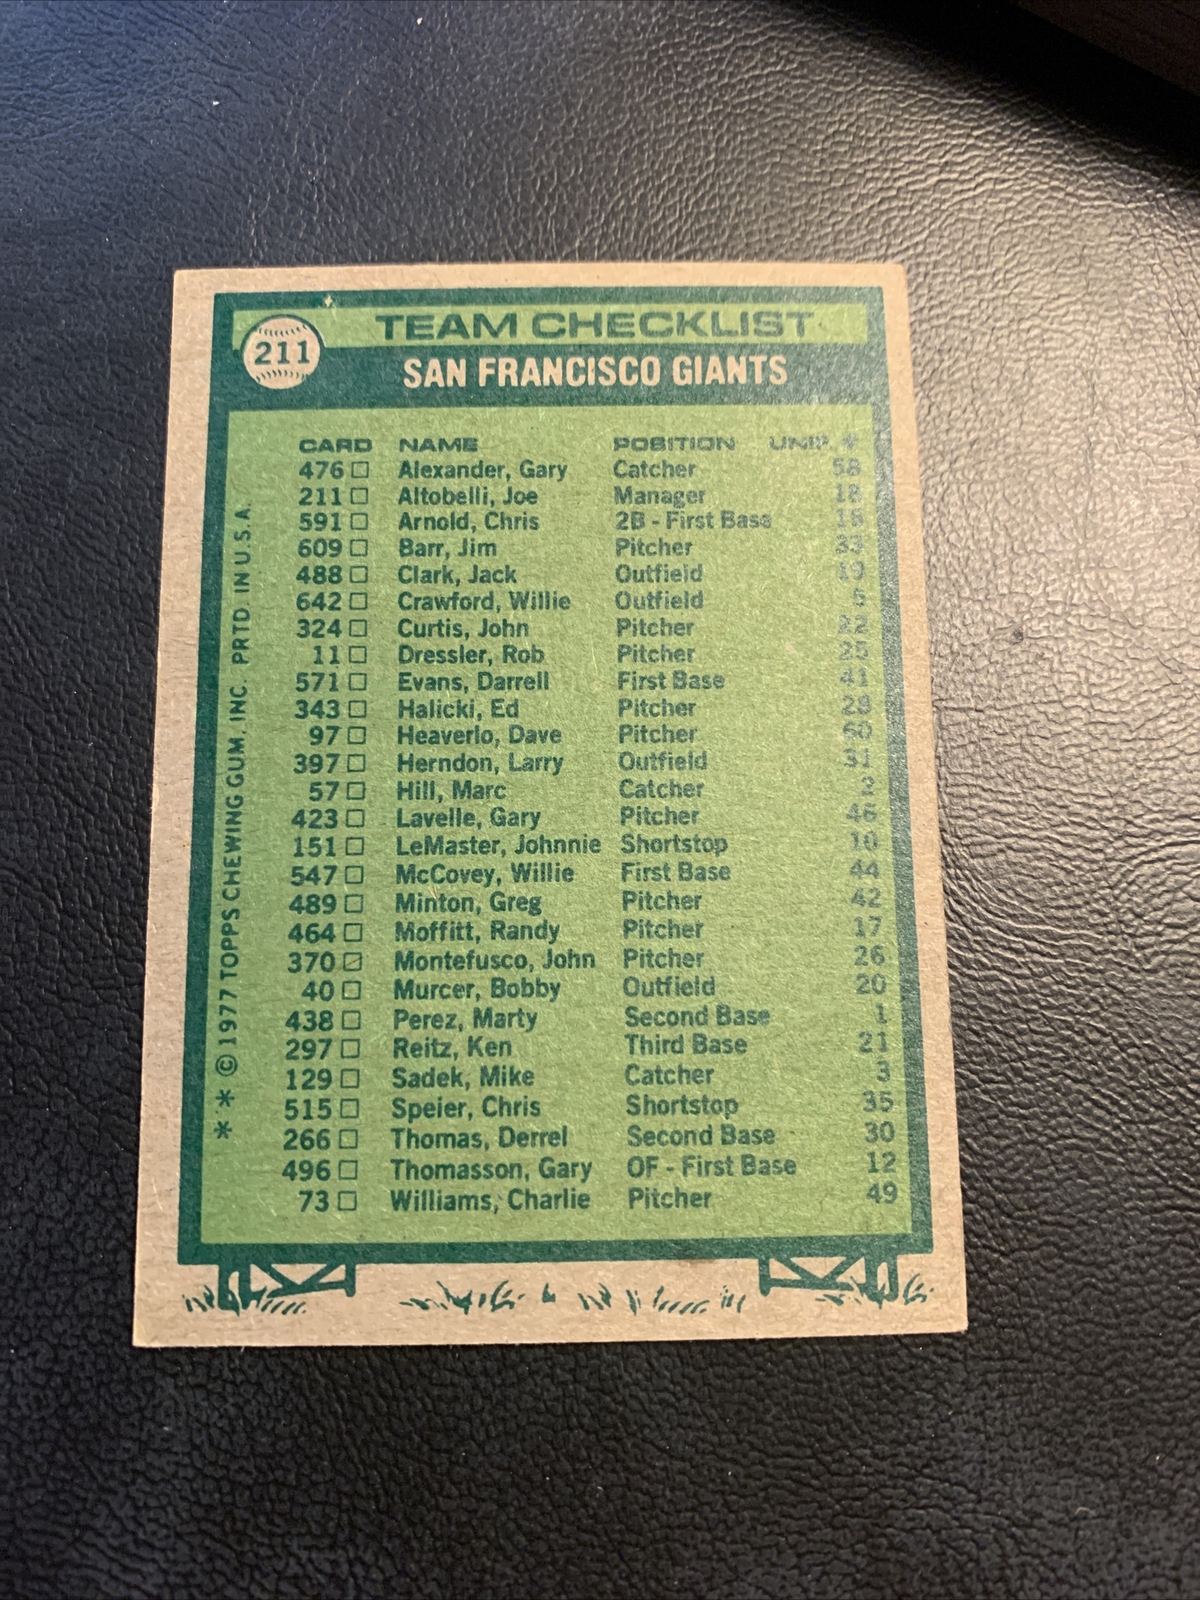 211
TEAM CHECKLIST
SAN FRANCISCO GIANTS
CARD NAME POSITION UNIF. #
476 □ Alexander, Gary Catcher 58
211 □ Altobelli, Joe Manager 18
591 □ Arnold, Chris 2B - First Base 15
609 □ Barr, Jim Pitcher 33
488 □ Clark, Jack Outfield 19
642 □ Crawford, Willie Outfield
324 □ Curtis, John Pitcher 22
11 □ Dressler, Rob Pitcher 25
571 □ Evans, Darrell First Base 41
343 □ Halicki, Ed Pitcher 28
97 □ Heaverlo, Dave Pitcher 60
397 □ Herndon, Larry Outfield 31
57 □ Hill, Marc Catcher 2
423 □ Lavelle, Gary Pitcher 46
151 □ LeMaster, Johnnie Shortstop 10
547 □ McCovey, Willie First Base 44
489 □ Minton, Greg Pitcher 42
464 □ Moffitt, Randy Pitcher 17
370 □ Montefusco, John Pitcher 26
40 □ Murcer, Bobby Outfield 20
438 □ Perez, Marty Second Base 1
297 □ Reitz, Ken Third Base 21
129 □ Sadek, Mike Catcher 3
515 □ Speier, Chris Shortstop 35
266 □ Thomas, Derrel Second Base 30
496 □ Thomasson, Gary OF - First Base 12
73 □ Williams, Charlie Pitcher 49
* * © 1977 TOPPS CHEWING GUM, INC. PRTD. IN U.S.A.